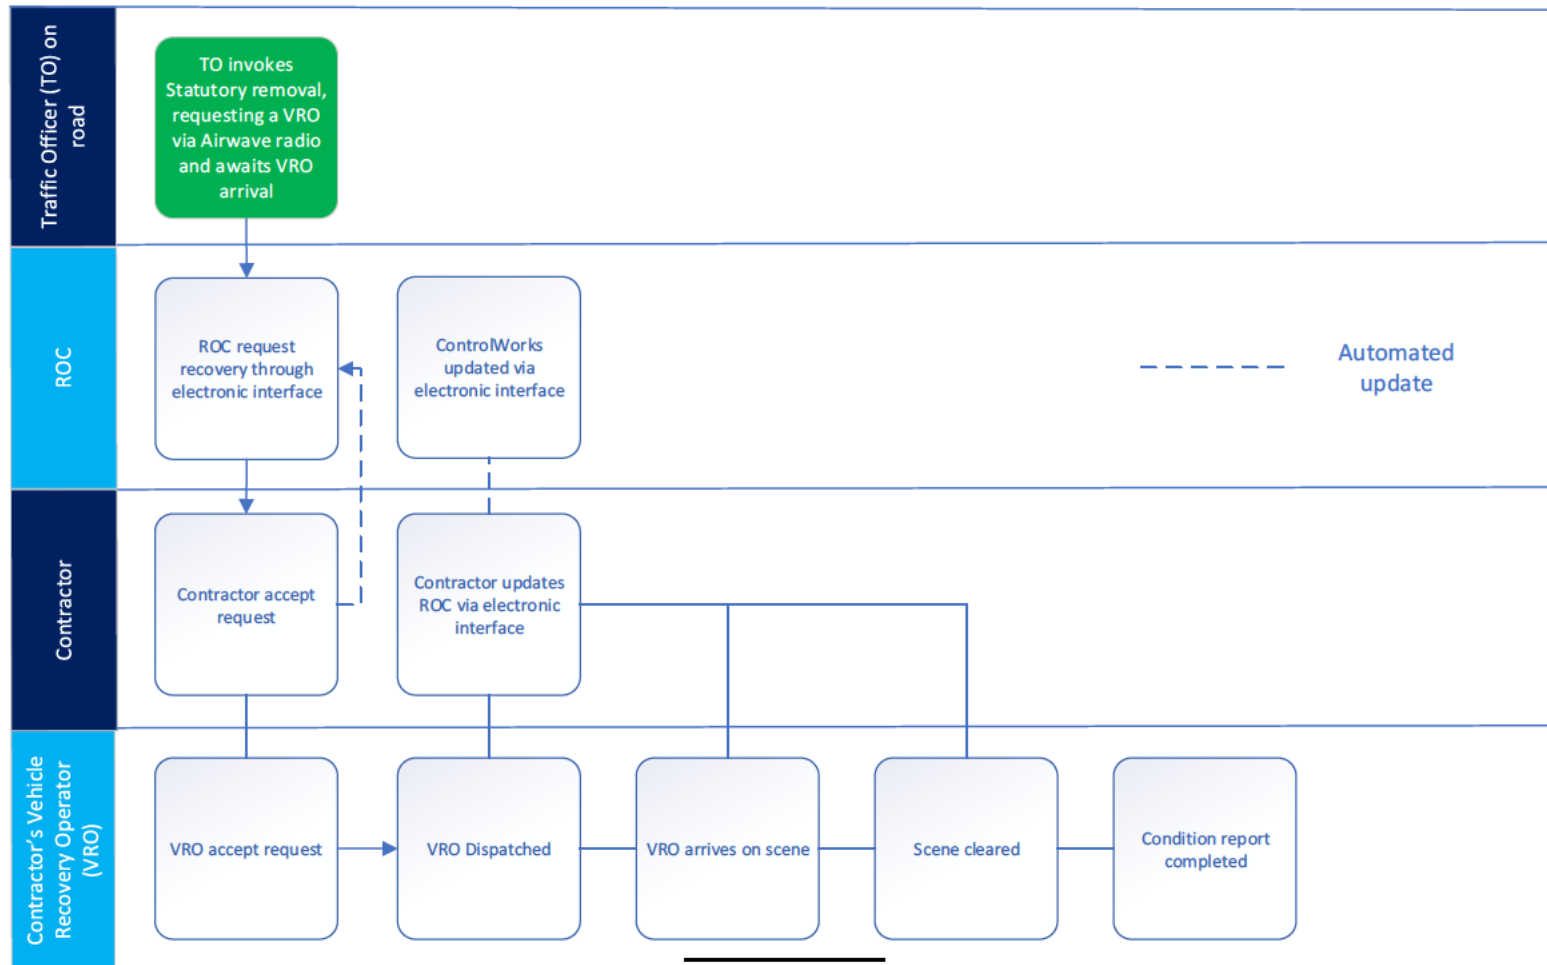 Traffic Officer (TO) on
road
TO invokes
Statutory removal,
requesting a VRO
via Airwave radio
and awaits VRO
arrival
ROC
ROC request
recovery through
electronic interface
ControlWorks
updated via
electronic interface
Automated
update
Contractor
Contractor accept
request
Contractor updates
ROC via electronic
interface
Contractor's Vehicle
Recovery Operator
(VRO)
VRO accept request
VRO Dispatched
VRO arrives on scene
Scene cleared
Condition report
completed